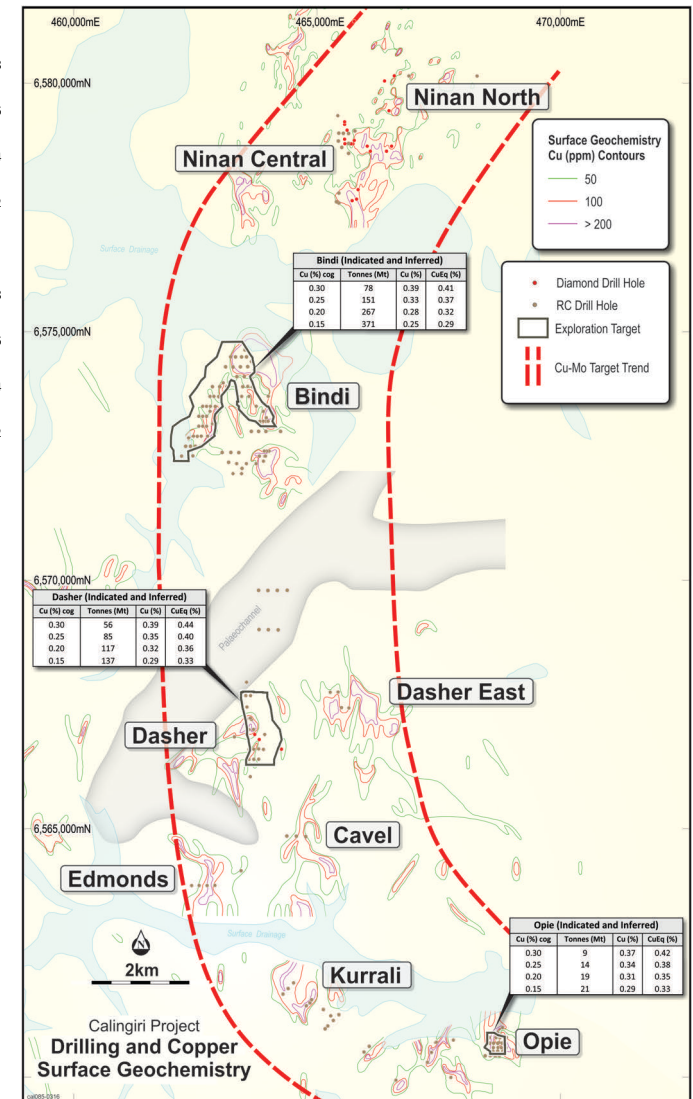 460,000mE
465,000mE
470,000mE
6,580,000mN
Ninan North
Ninan Central
Surface Geochemistry
Cu (ppm) Contours
50
100
> 200
Surface Drainage
Bindi (Indicated and Inferred)
Cu (%) cog Tonnes (Mt) Cu (%) CuEq (%)
0.30 78 0.39 0.41
0.25 151 0.33 0.37
0.20 267 0.28 0.32
0.15 371 0.25 0.29
Diamond Drill Hole
RC Drill Hole
Exploration Target
Cu-Mo Target Trend
6,575,000mN
Bindi
6,570,000mN
Dasher (Indicated and Inferred)
Cu (%) cog Tonnes (Mt) Cu (%) CuEq (%)
0.30 56 0.39 0.44
0.25 85 0.35 0.40
0.20 117 0.32 0.36
0.15 137 0.29 0.33
Palaeochannel
Dasher East
Dasher
6,565,000mN
Cavel
Edmonds
Surface Drainage
Opie (Indicated and Inferred)
Cu (%) cog Tonnes (Mt) Cu (%) CuEq (%)
0.30 9 0.37 0.42
0.25 14 0.34 0.38
0.20 19 0.31 0.35
0.15 21 0.29 0.33
N
2km
Kurrali
Opie
Calingiri Project
Drilling and Copper
Surface Geochemistry
cal085-0316